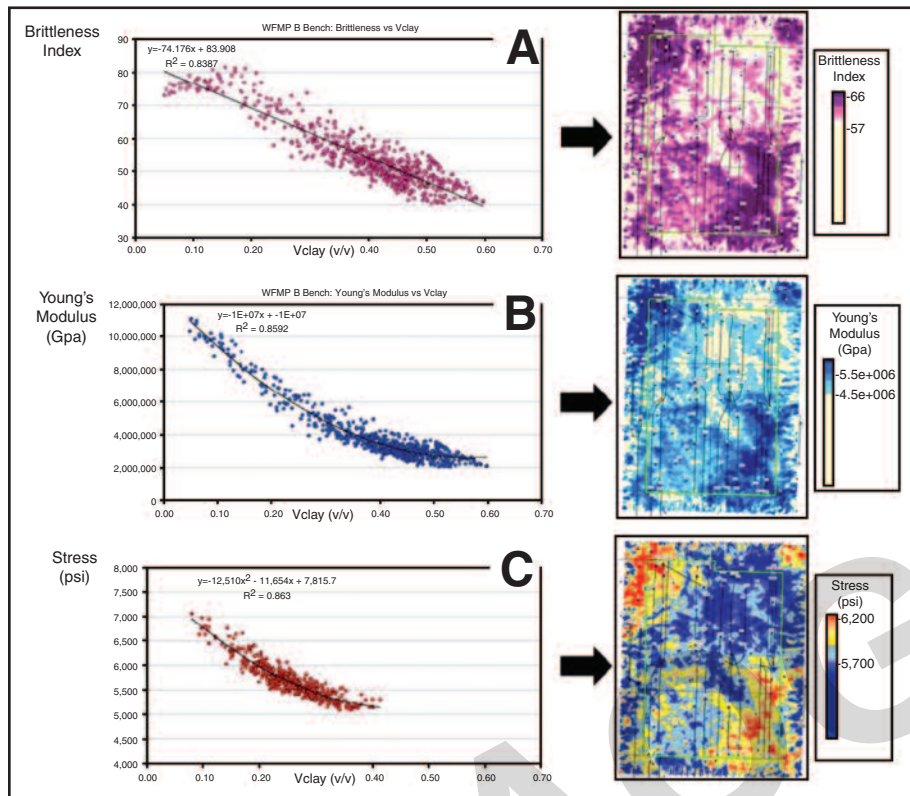 Brittleness
Index
WFMP B Bench: Brittleness vs Vclay
y=-74.176x + 83.908
R² = 0.8387
A
90
80
70
60
50
40
30
0.00 0.10 0.20 0.30 0.40 0.50 0.60 0.70
Vclay (v/v)
Brittleness
Index
-66
-57
Young's
Modulus
(Gpa)
WFMP B Bench: Young's Modulus vs Vclay
y=-1E+07x + -1E+07
R² = 0.8592
B
12,000,000
10,000,000
8,000,000
6,000,000
4,000,000
2,000,000
0
0.00 0.10 0.20 0.30 0.40 0.50 0.60 0.70
Vclay (v/v)
Young's
Modulus
(Gpa)
-5.5e+006
-4.5e+006
Stress
(psi)
y=-12,510x² - 11,654x + 7,815.7
R² = 0.863
C
8,000
7,500
7,000
6,500
6,000
5,500
5,000
4,500
4,000
0.00 0.10 0.20 0.30 0.40 0.50 0.60 0.70
Vclay (v/v)
Stress
(psi)
-6,200
-5,700